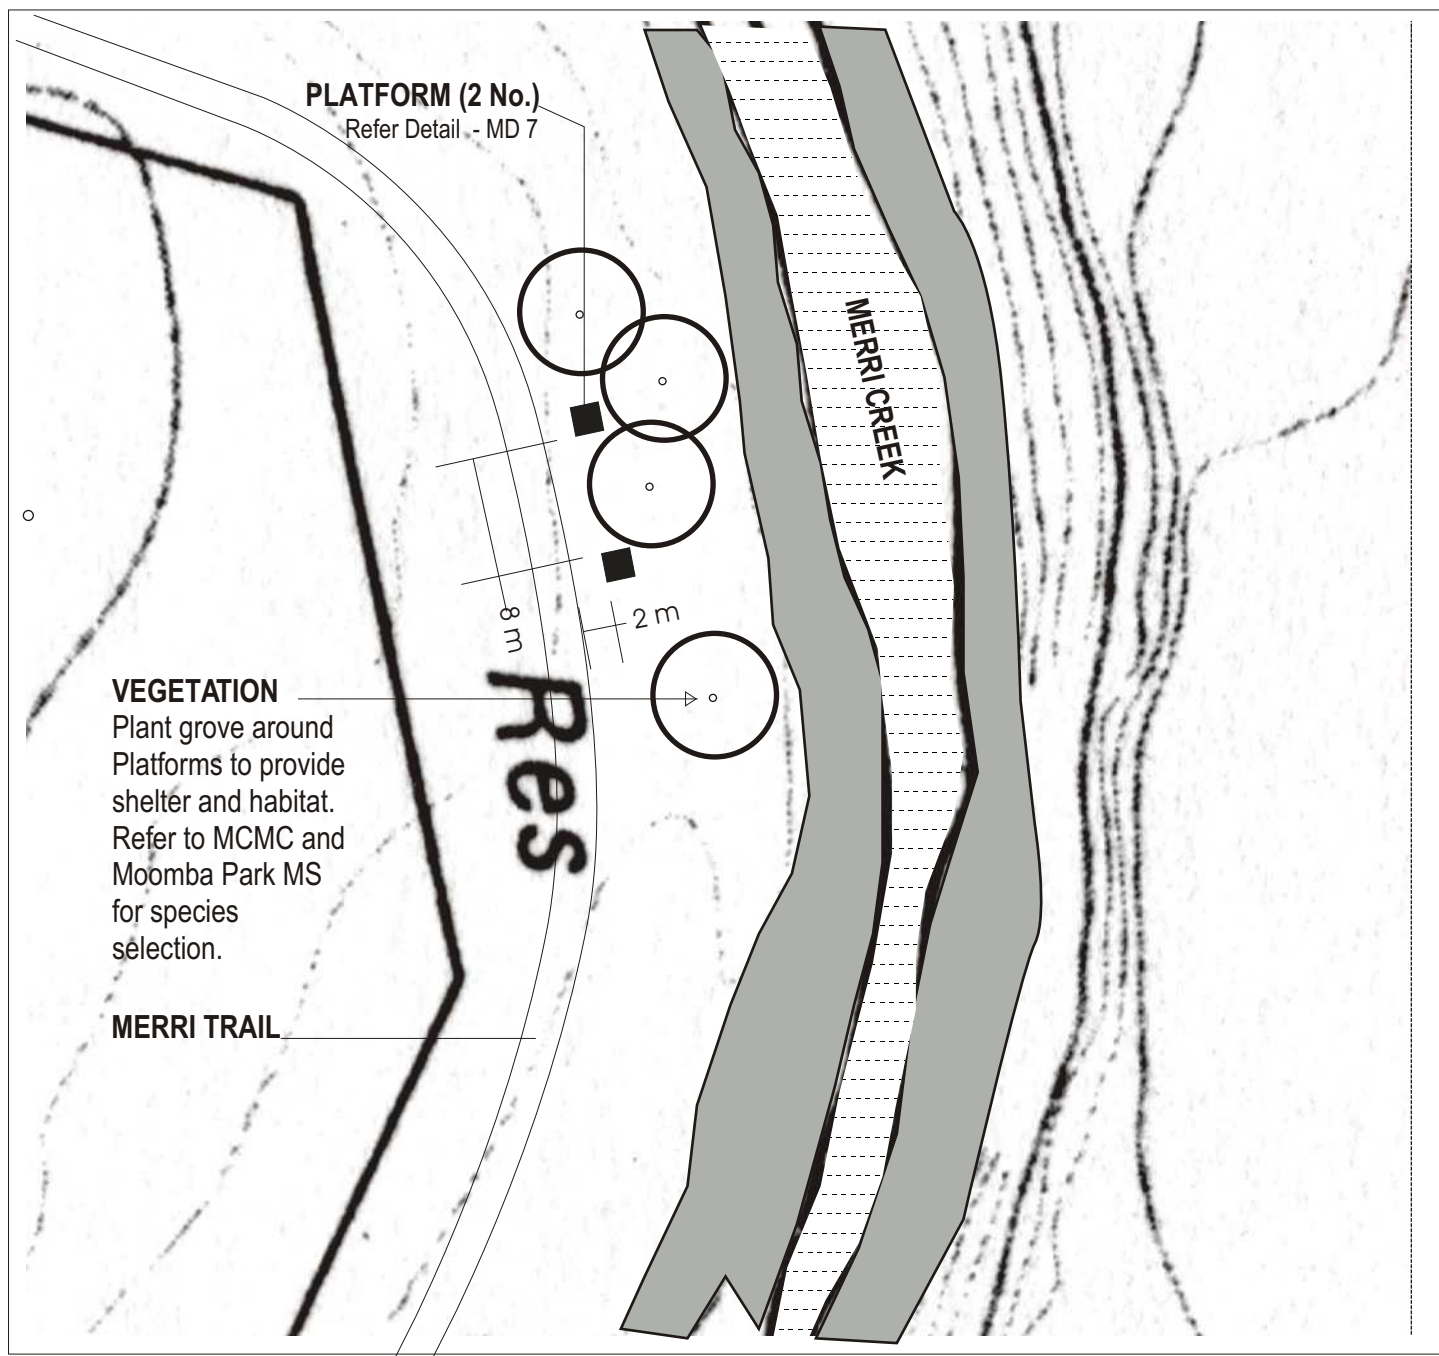 PLATFORM (2 No.)
Refer Detail - MD 7
MERRI CREEK
8 m
2 m
Res
VEGETATION
Plant grove around
Platforms to provide
shelter and habitat.
Refer to MCMC and
Moomba Park MS
for species
selection.
MERRI TRAIL